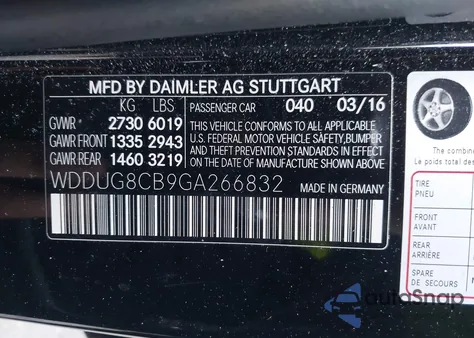 MFD BY DAIMLER AG STUTTGART
KG LBS
PASSENGER CAR 040 03/16
GVWR 2730 6019
GAWR FRONT 1335 2943
GAWR REAR 1460 3219
THIS VEHICLE CONFORMS TO ALL APPLICABLE
U.S. FEDERAL MOTOR VEHICLE SAFETY, BUMPER
AND THEFT PREVENTION STANDARDS IN EFFECT
ON THE DATE OF MANUFACTURE SHOWN ABOVE.
WDDUG8CB9GA266832
MADE IN GERMANY
The combined
Le poids total des
TIRE
PNEU
FRONT
AVANT
REAR
ARRIÈRE
SPARE
DE SECOURS
autoSnap